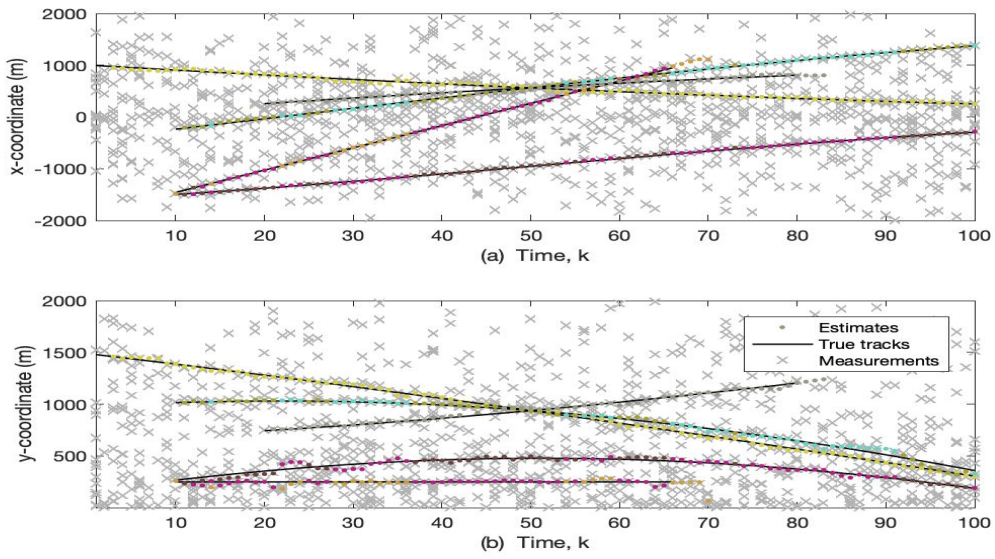 2000
1000
0
-1000
-2000
x-coordinate (m)
10 20 30 40 50 60 70 80 90 100
(a) Time, k
2000
1500
1000
500
y-coordinate (m)
Estimates
True tracks
Measurements
10 20 30 40 50 60 70 80 90 100
(b) Time, k